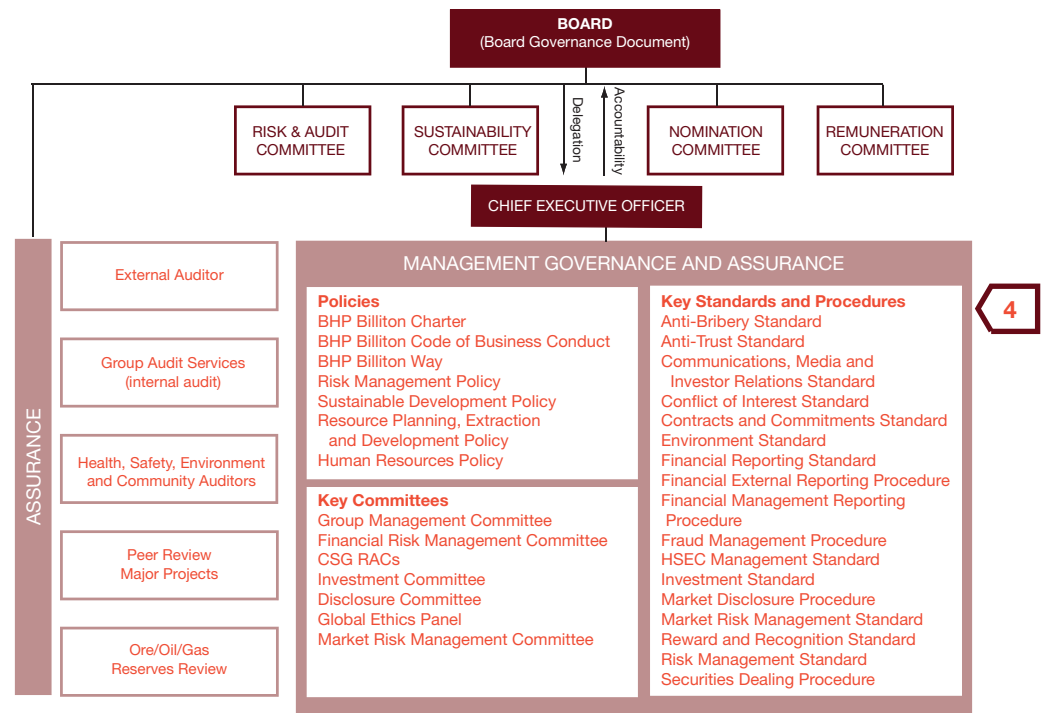 BOARD
(Board Governance Document)
Delegation
Accountability
RISK & AUDIT
COMMITTEE
SUSTAINABILITY
COMMITTEE
NOMINATION
COMMITTEE
REMUNERATION
COMMITTEE
CHIEF EXECUTIVE OFFICER
ASSURANCE
External Auditor
Group Audit Services
(internal audit)
Health, Safety, Environment
and Community Auditors
Peer Review
Major Projects
Ore/Oil/Gas
Reserves Review
MANAGEMENT GOVERNANCE AND ASSURANCE
Policies
BHP Billiton Charter
BHP Billiton Code of Business Conduct
BHP Billiton Way
Risk Management Policy
Sustainable Development Policy
Resource Planning, Extraction
and Development Policy
Human Resources Policy
Key Committees
Group Management Committee
Financial Risk Management Committee
CSG RACs
Investment Committee
Disclosure Committee
Global Ethics Panel
Market Risk Management Committee
Key Standards and Procedures
Anti-Bribery Standard
Anti-Trust Standard
Communications, Media and
Investor Relations Standard
Conflict of Interest Standard
Contracts and Commitments Standard
Environment Standard
Financial Reporting Standard
Financial External Reporting Procedure
Financial Management Reporting
Procedure
Fraud Management Procedure
HSEC Management Standard
Investment Standard
Market Disclosure Procedure
Market Risk Management Standard
Reward and Recognition Standard
Risk Management Standard
Securities Dealing Procedure
4